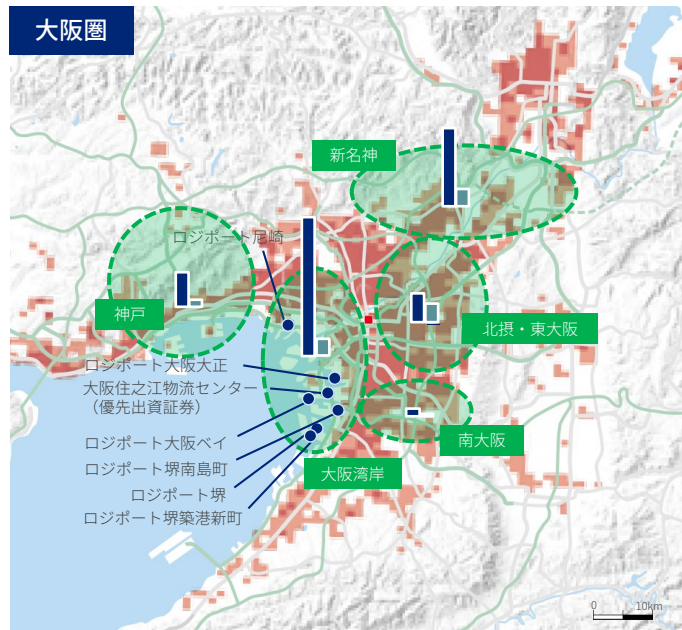 大阪圏
新名神
ロジポート尼崎
神戸
北摂・東大阪
ロジポート大阪大正
大阪住之江物流センター
（優先出資証券）
ロジポート大阪ベイ
南大阪
ロジポート堺南島町
大阪湾岸
ロジポート堺
ロジポート堺築港新町
0 10km